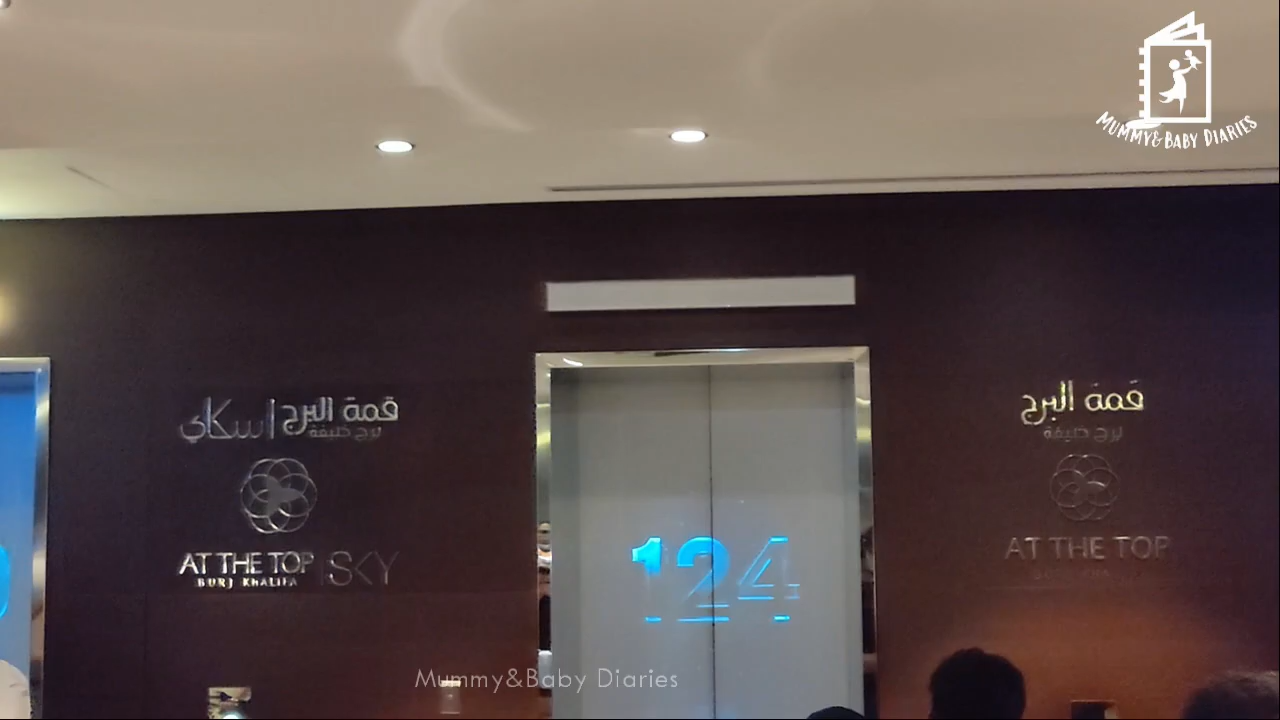 MUMMY&BABY DIARIES
قمة البرج اسكاي
برج خليفة
AT THE TOP SKY
BURJ KHALIFA
124
قمة البرج
برج خليفة
AT THE TOP
Mummy&Baby Diaries